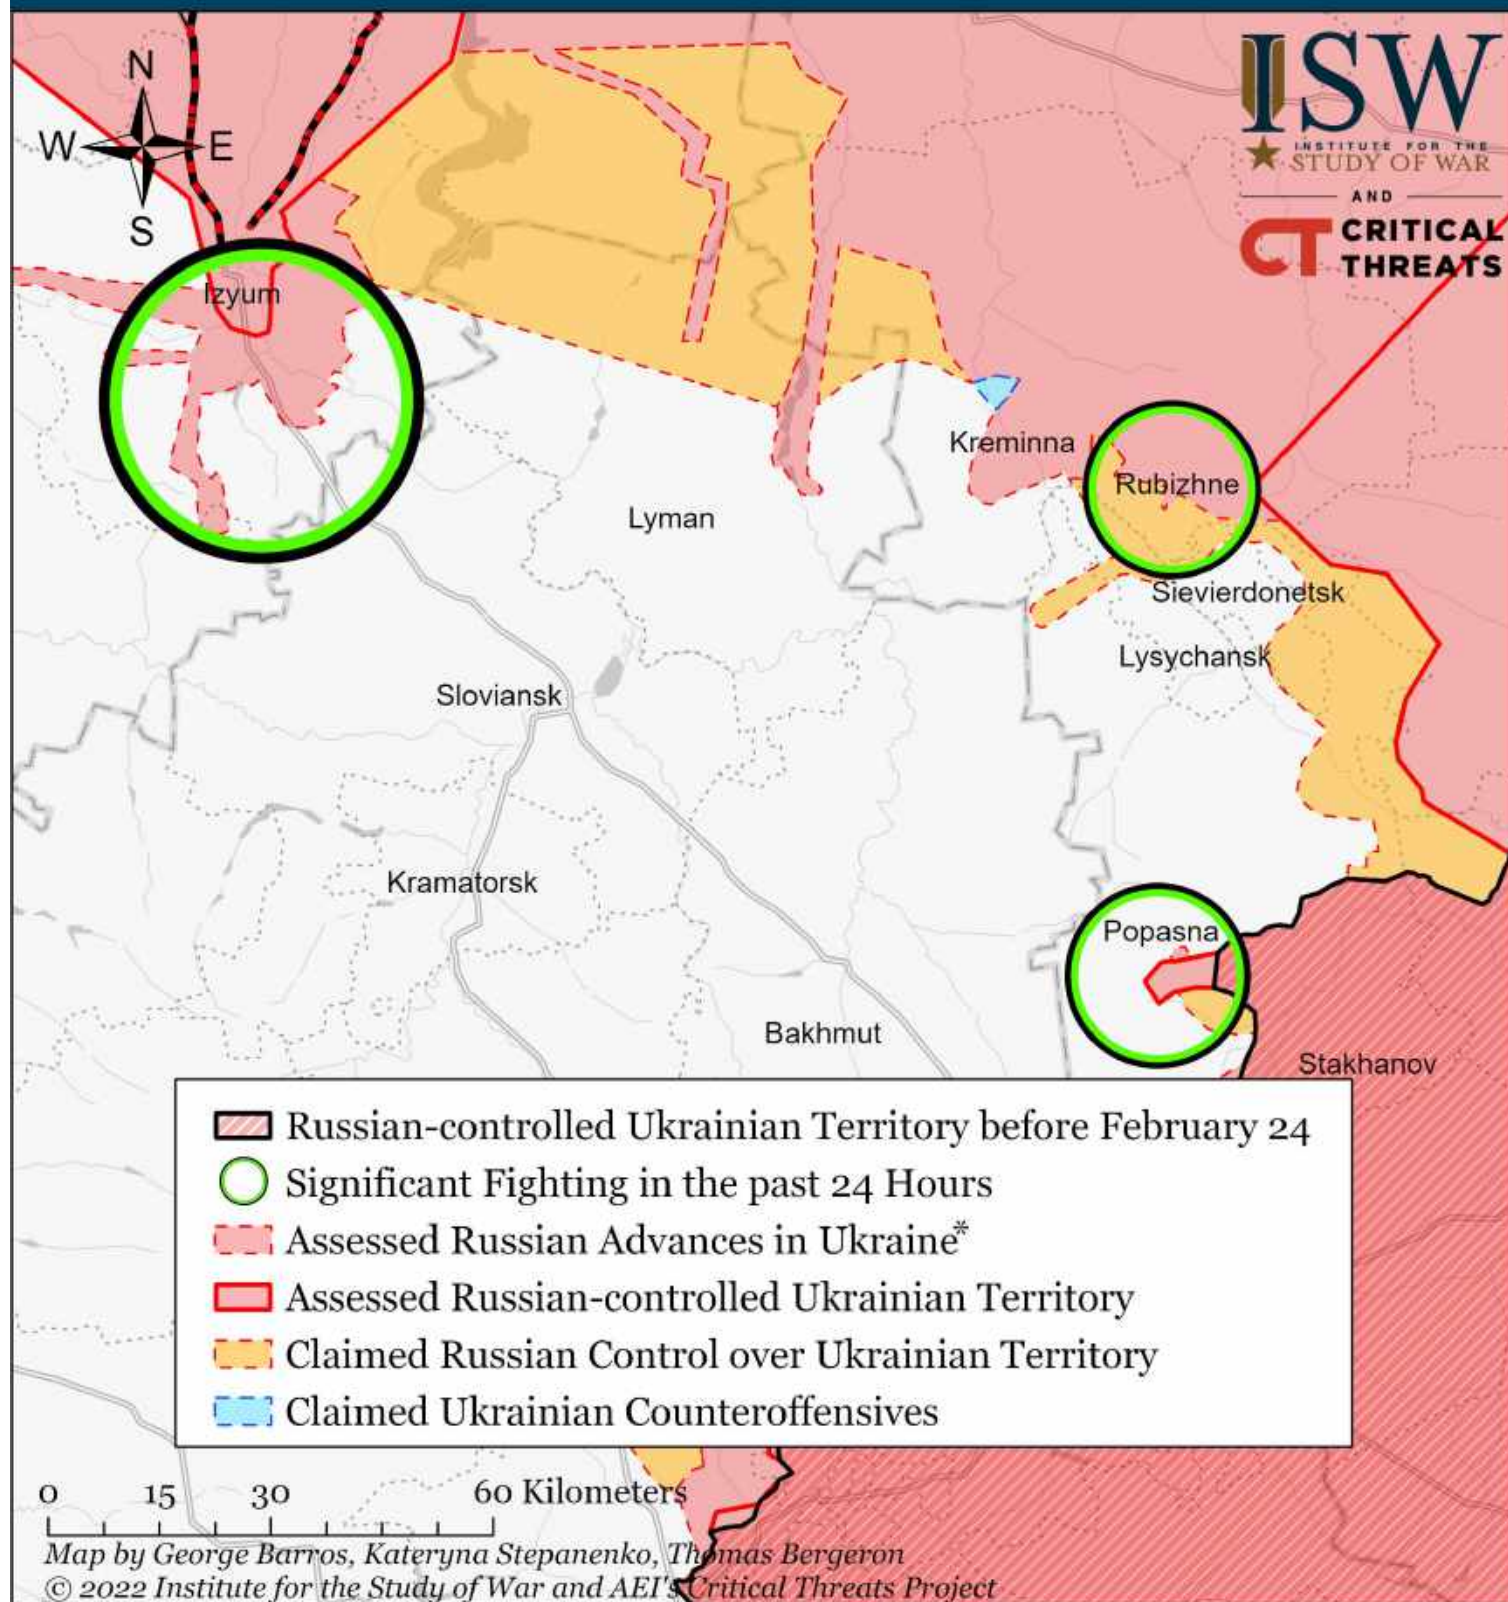 N
W E
S
ISW
INSTITUTE FOR THE
STUDY OF WAR
AND
CT CRITICAL
THREATS
Izyum
Kreminna
Rubizhne
Lyman
Sievierdonetsk
Lysychansk
Sloviansk
Kramatorsk
Popasna
Bakhmut
Stakhanov
Russian-controlled Ukrainian Territory before February 24
Significant Fighting in the past 24 Hours
Assessed Russian Advances in Ukraine*
Assessed Russian-controlled Ukrainian Territory
Claimed Russian Control over Ukrainian Territory
Claimed Ukrainian Counteroffensives
0 15 30 60 Kilometers
Map by George Barros, Kateryna Stepanenko, Thomas Bergeron
© 2022 Institute for the Study of War and AEI's Critical Threats Project